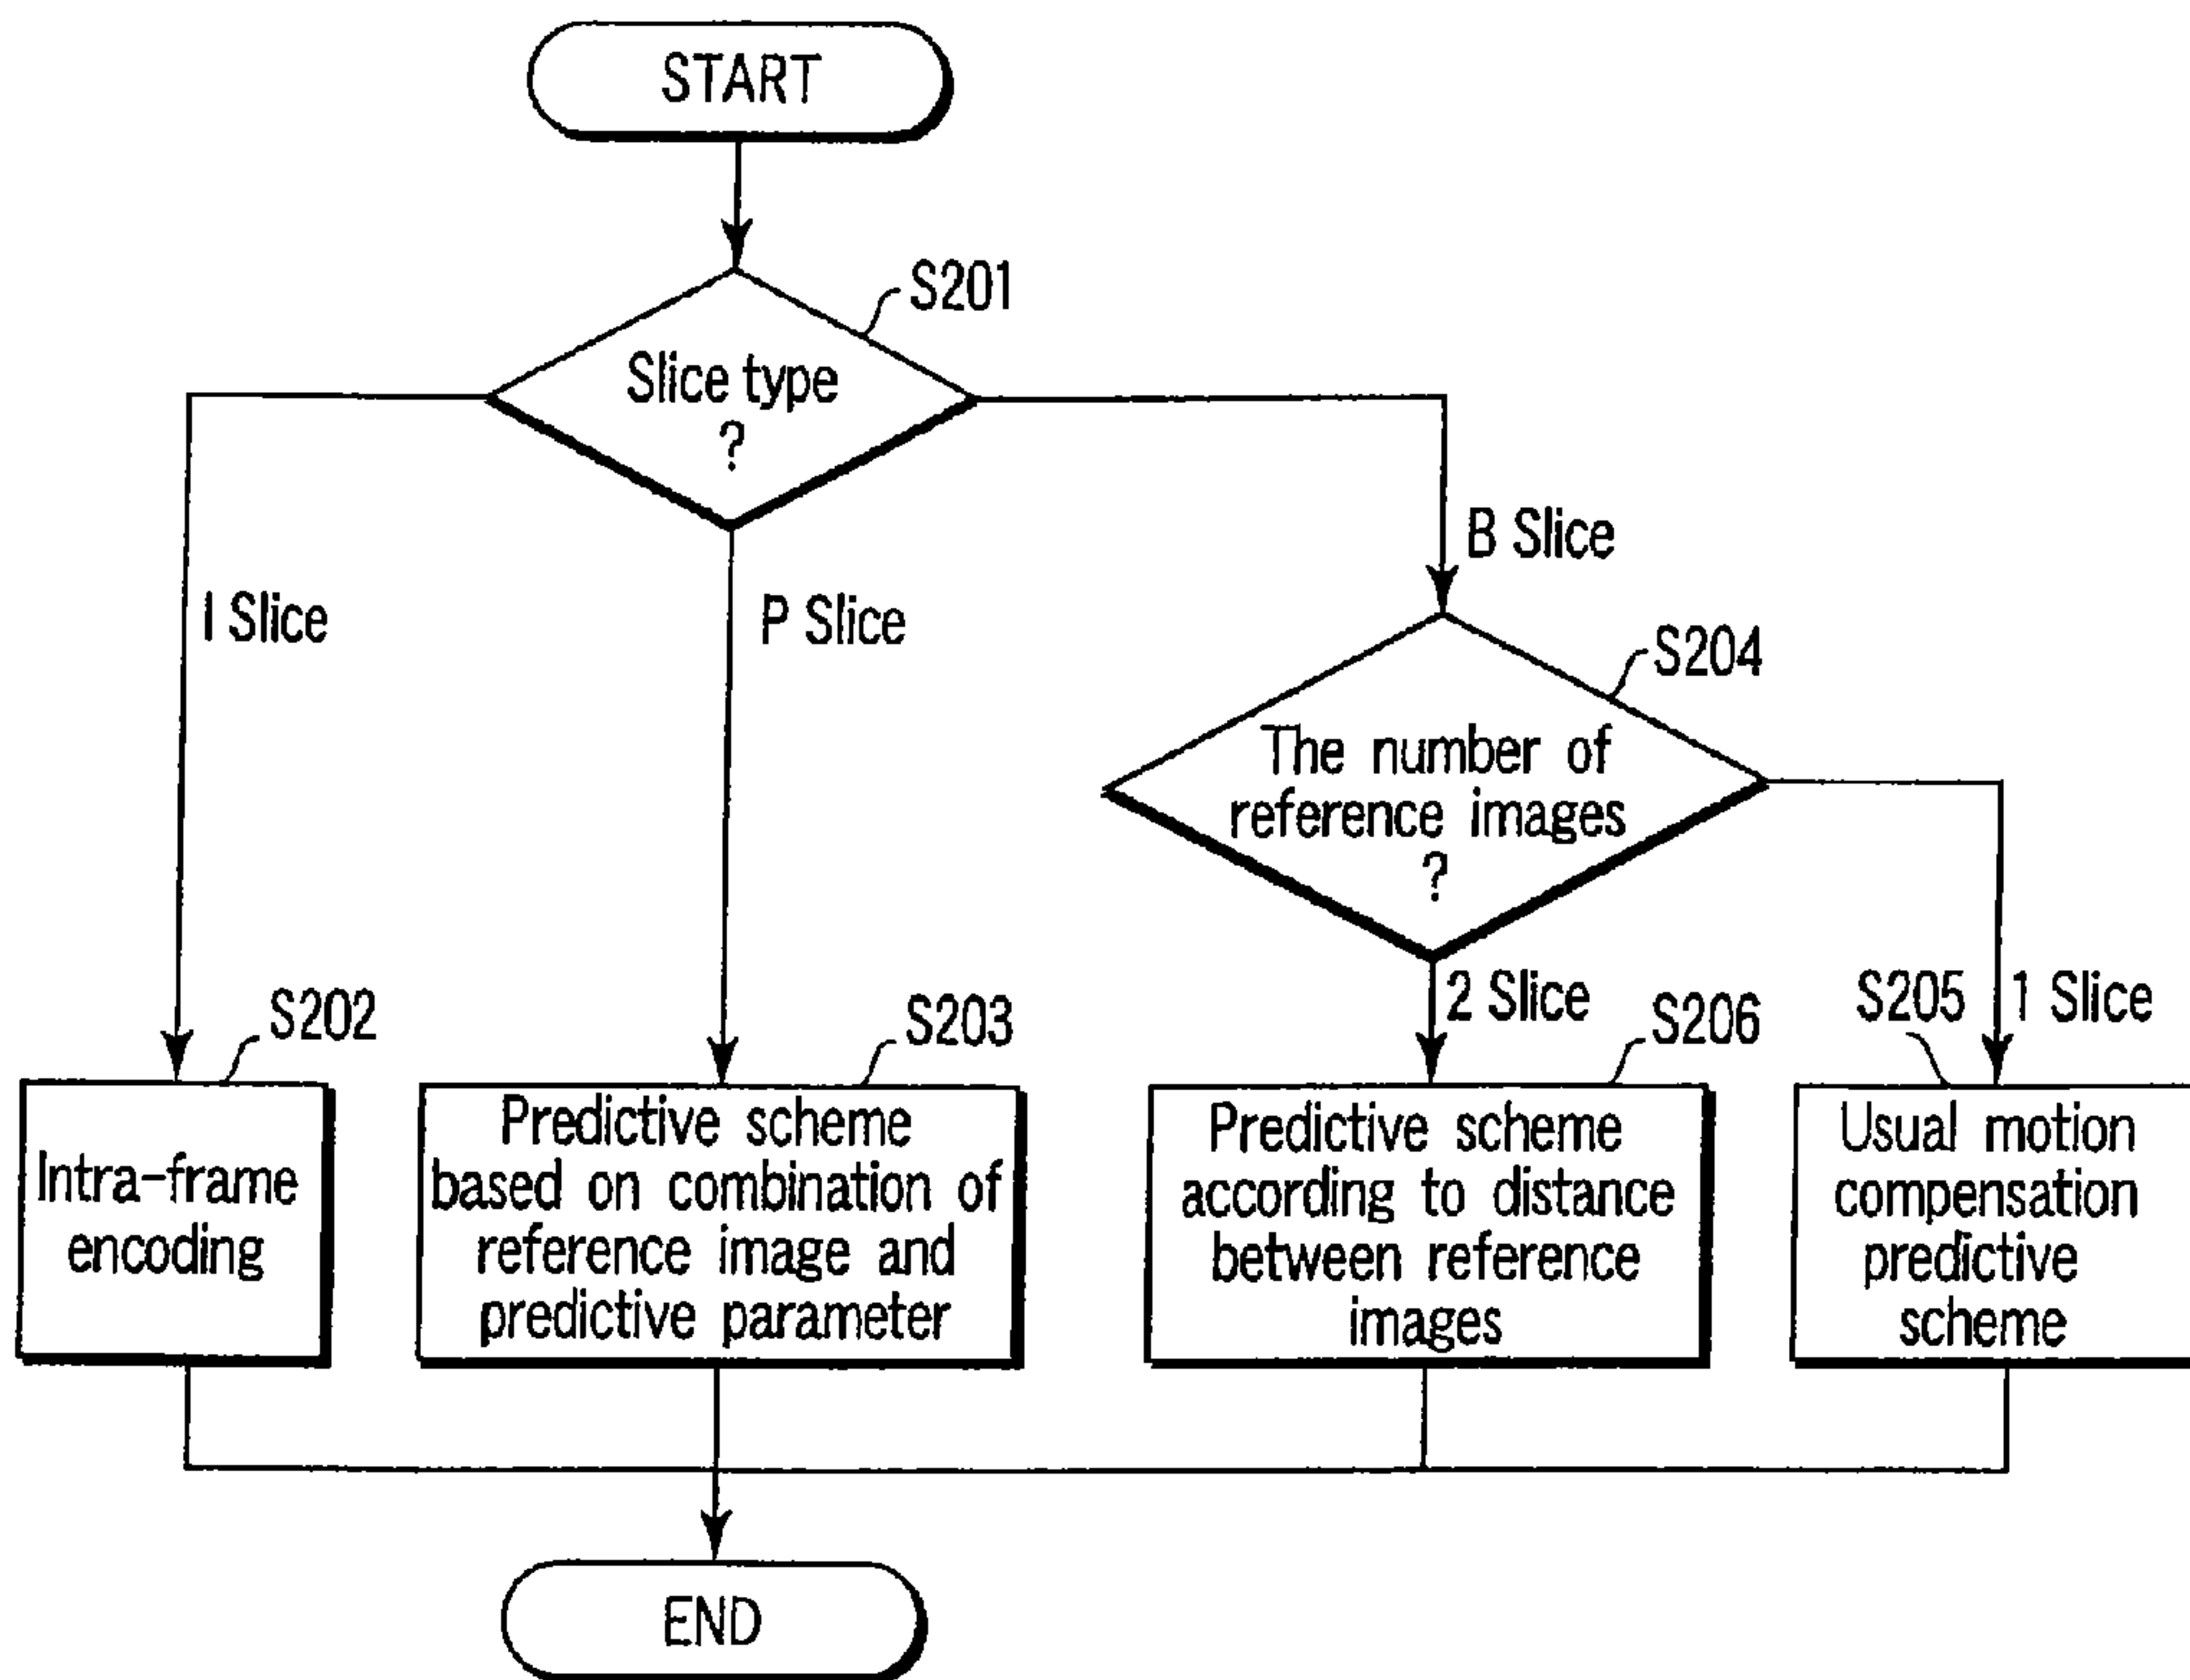 START
S201
Slice type
?
B Slice
I Slice
P Slice
S204
The number of
reference images
?
2 Slice
S205
1 Slice
S202
S203
S206
Intra-frame
encoding
Predictive scheme
based on combination of
reference image and
predictive parameter
Predictive scheme
according to distance
between reference
images
Usual motion
compensation
predictive
scheme
END